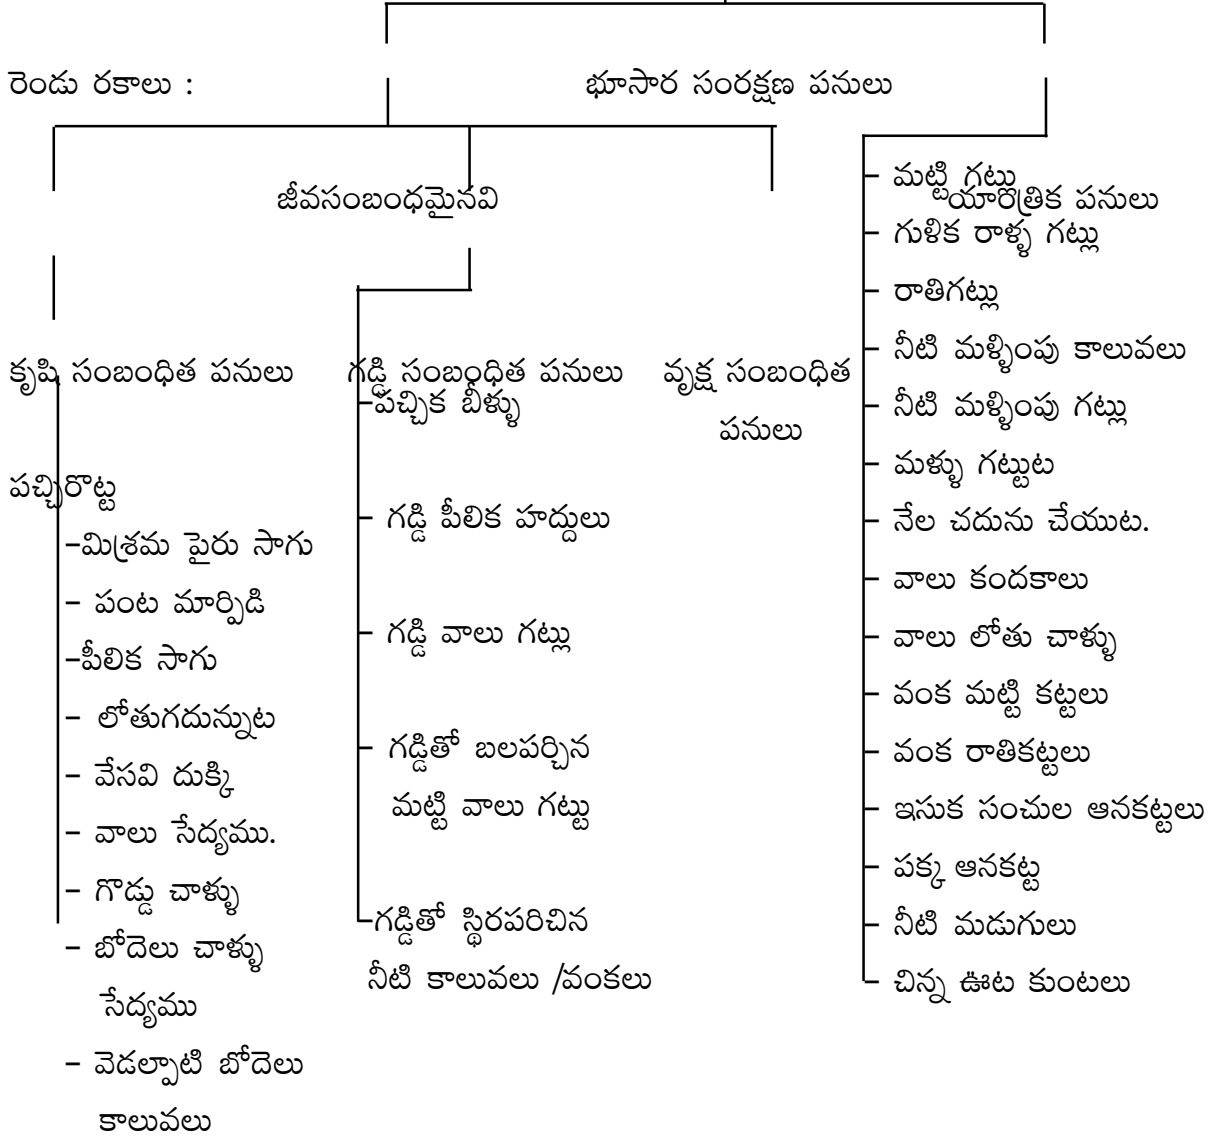 రెండు రకాలు : భూసార సంరక్షణ పనులు
జీవసంబంధమైనవి
యాంత్రిక పనులు
కృషి సంబంధిత పనులు
పచ్చిరొట్ట
-మిశ్రమ పైరు సాగు
- పంట మార్పిడి
-పీలిక సాగు
- లోతుగదున్నుట
- వేసవి దుక్కి
- వాలు సేద్యము.
- గొడ్డు చాళ్ళు
- బోదెలు చాళ్ళు
సేద్యము
- వెడల్పాటి బోదెలు
కాలువలు
గడ్డి సంబంధిత పనులు
-పచ్చిక బీళ్ళు
- గడ్డి పీలిక హద్దులు
- గడ్డి వాలు గట్లు
- గడ్డితో బలపర్చిన
మట్టి వాలు గట్టు
-గడ్డితో స్థిరపరిచిన
నీటి కాలువలు /వంకలు
వృక్ష సంబంధిత
పనులు
- మట్టి గట్లు
- గుళిక రాళ్ళ గట్లు
- రాతిగట్లు
- నీటి మళ్ళింపు కాలువలు
- నీటి మళ్ళింపు గట్లు
- మళ్ళు గట్టుట
- నేల చదును చేయుట.
- వాలు కందకాలు
- వాలు లోతు చాళ్ళు
- వంక మట్టి కట్టలు
- వంక రాతికట్టలు
- ఇసుక సంచుల ఆనకట్టలు
- పక్క ఆనకట్ట
- నీటి మడుగులు
- చిన్న ఊట కుంటలు